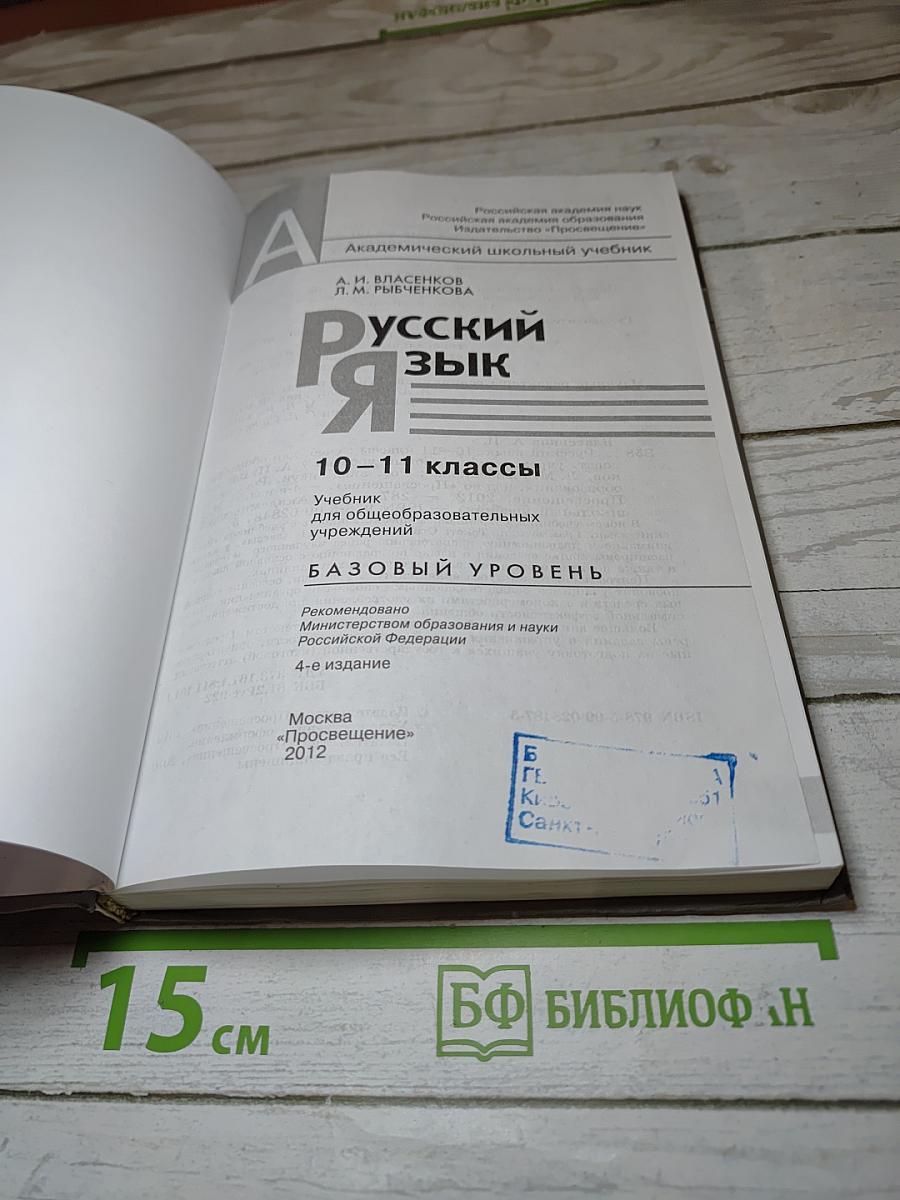 Российская академия наук
Российская академия образования
Издательство «Просвещение»
А
Академический школьный учебник
А. И. ВЛАСЕНКОВ
Л. М. РЫБЧЕНКОВА
Русский
Язык
10–11 классы
Учебник
для общеобразовательных
учреждений
БАЗОВЫЙ УРОВЕНЬ
Рекомендовано
Министерством образования и науки
Российской Федерации
4-е издание
Москва
«Просвещение»
2012
Санкт-
15 см
БФ БИБЛИОФ